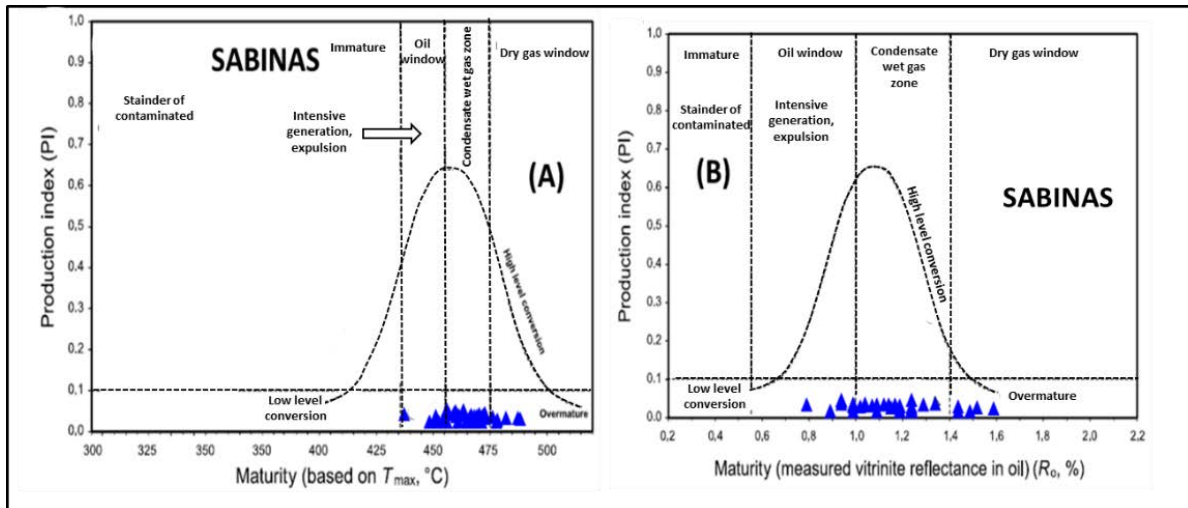 SABINAS
Immature
Oil
window
Condensate wet gas zone
Dry gas window
Stainder of
contaminated
Intensive
generation,
expulsion
(A)
High level conversion
Low level
conversion
Overmature
Production index (PI)
1.0
0.9
0.8
0.7
0.6
0.5
0.4
0.3
0.2
0.1
0.0
300 375 400 425 450 475 500
Maturity (based on Tmax, °C)
Immature
Oil window
Condensate
wet gas
zone
Dry gas window
Stainder of
contaminated
Intensive
generation,
expulsion
(B)
High level conversion
SABINAS
Low level
conversion
Overmature
Production index (PI)
1.0
0.9
0.8
0.7
0.6
0.5
0.4
0.3
0.2
0.1
0.0
0,2 0,4 0,6 0,8 1,0 1,2 1,4 1,6 1,8 2,0 2,2
Maturity (measured vitrinite reflectance in oil) (Ro, %)